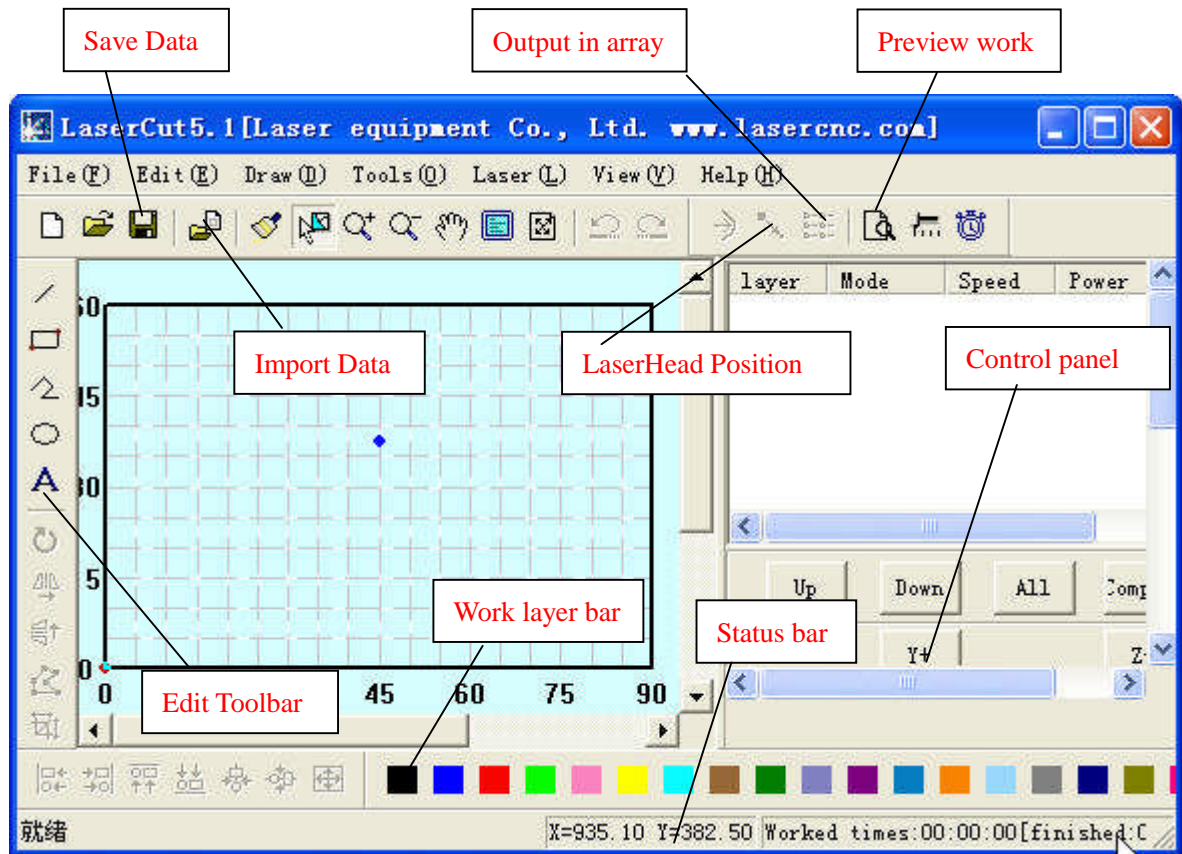 Save Data
Output in array
Preview work
LaserCut5.1[Laser equipment Co., Ltd. www.lasercnc.com]
File(F) Edit(E) Draw(D) Tools(O) Laser(L) View(V) Help(H)
layer Mode Speed Power
Import Data
LaserHead Position
Control panel
15
5
0
Up Down All
Work layer bar
Status bar
Y+
Edit Toolbar
0 45 60 75 90
就绪 X=935.10 Y=382.50 Worked times:00:00:00[finished: